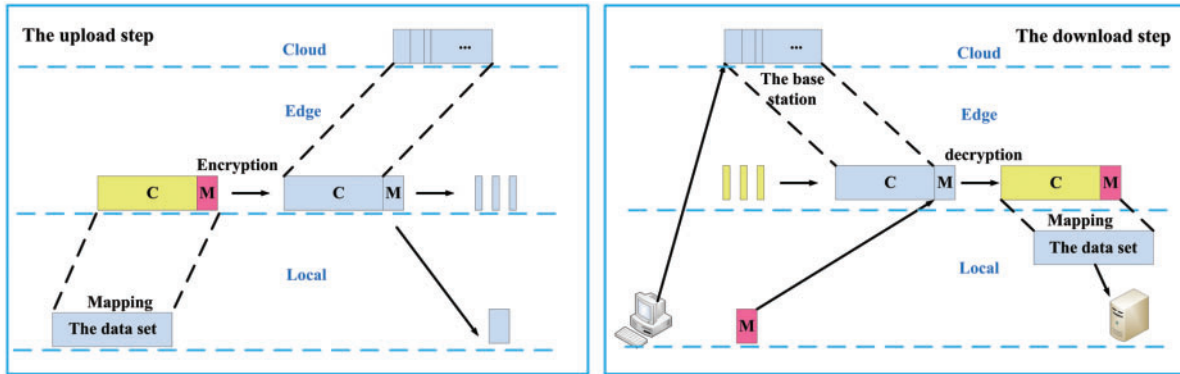 The upload step
Cloud
...
Edge
Encryption
C
M
C
M
Local
Mapping
The data set
The download step
Cloud
The base
station
Edge
decryption
C
M
C
M
Mapping
The data set
Local
M